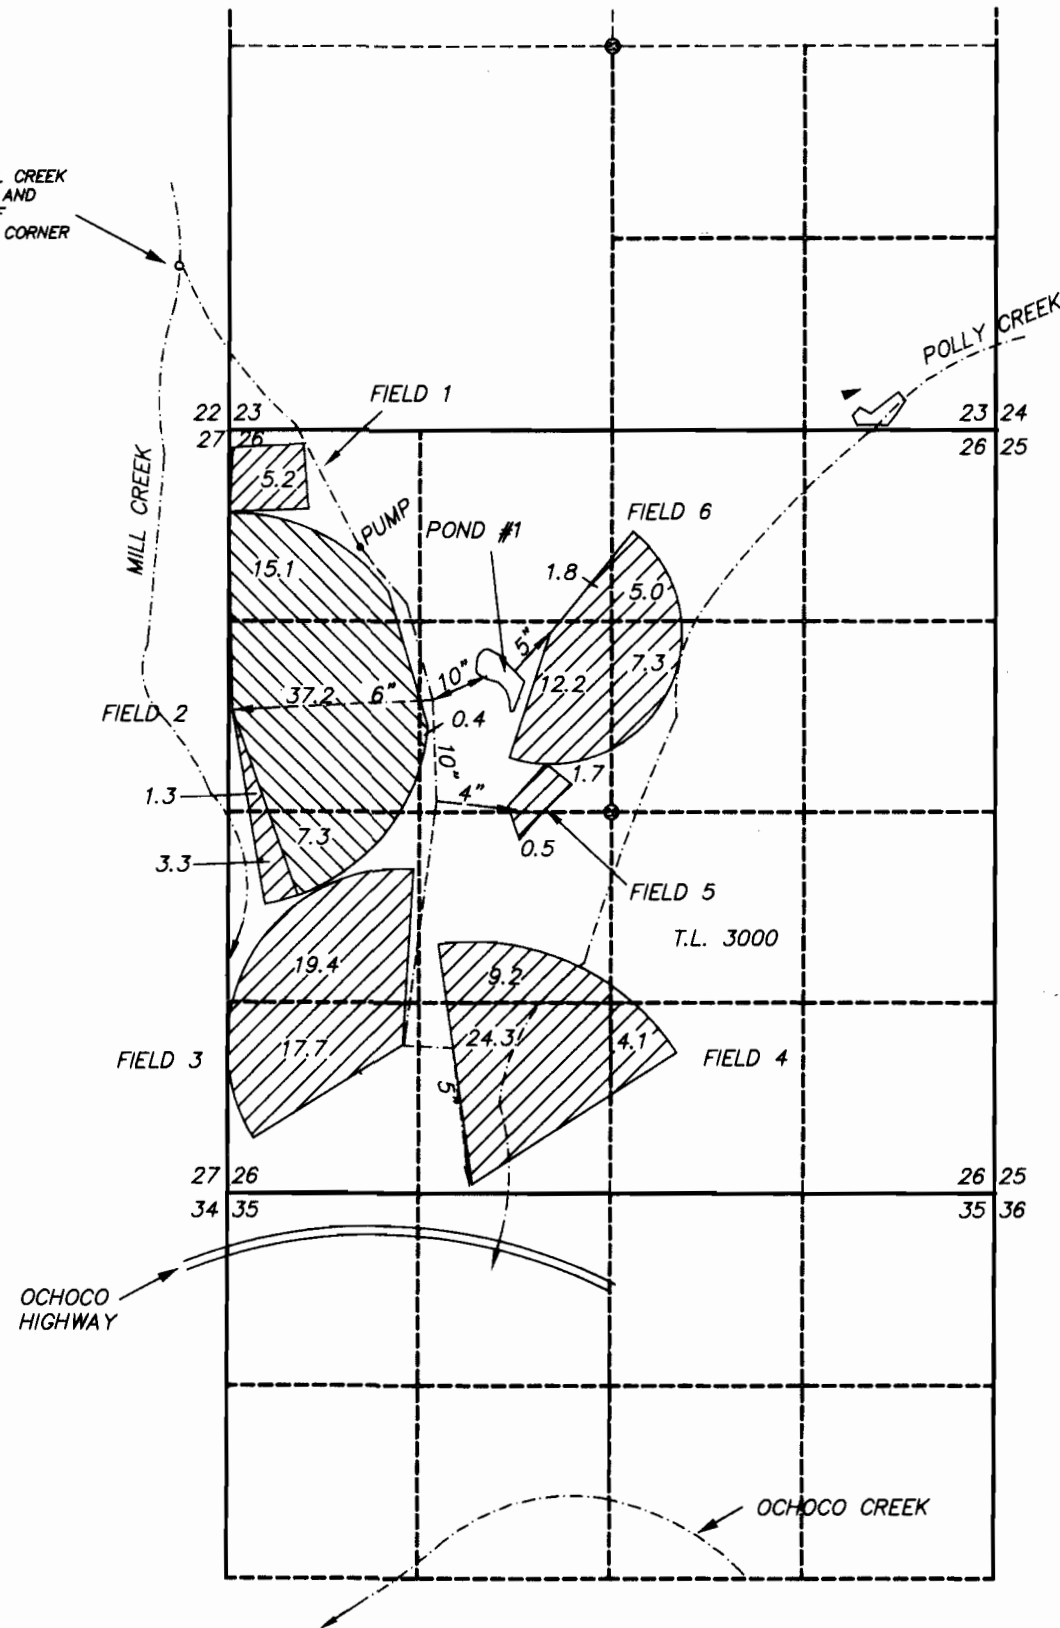 CREEK
AND
CORNER
POLLY CREEK
FIELD 1
22 23
27 26
23 24
26 25
5.2
MILL CREEK
PUMP
POND #1
FIELD 6
15.1
1.8
5.0
5"
10"
7.3
12.2
37.2
6"
FIELD 2
0.4
10"
1.7
1.3
4"
7.3
0.5
3.3
FIELD 5
T.L. 3000
19.4
9.2
24.3
4.1
17.7
FIELD 3
FIELD 4
5"
27 26
34 35
26 25
35 36
OCHOCO
HIGHWAY
OCHOCO CREEK